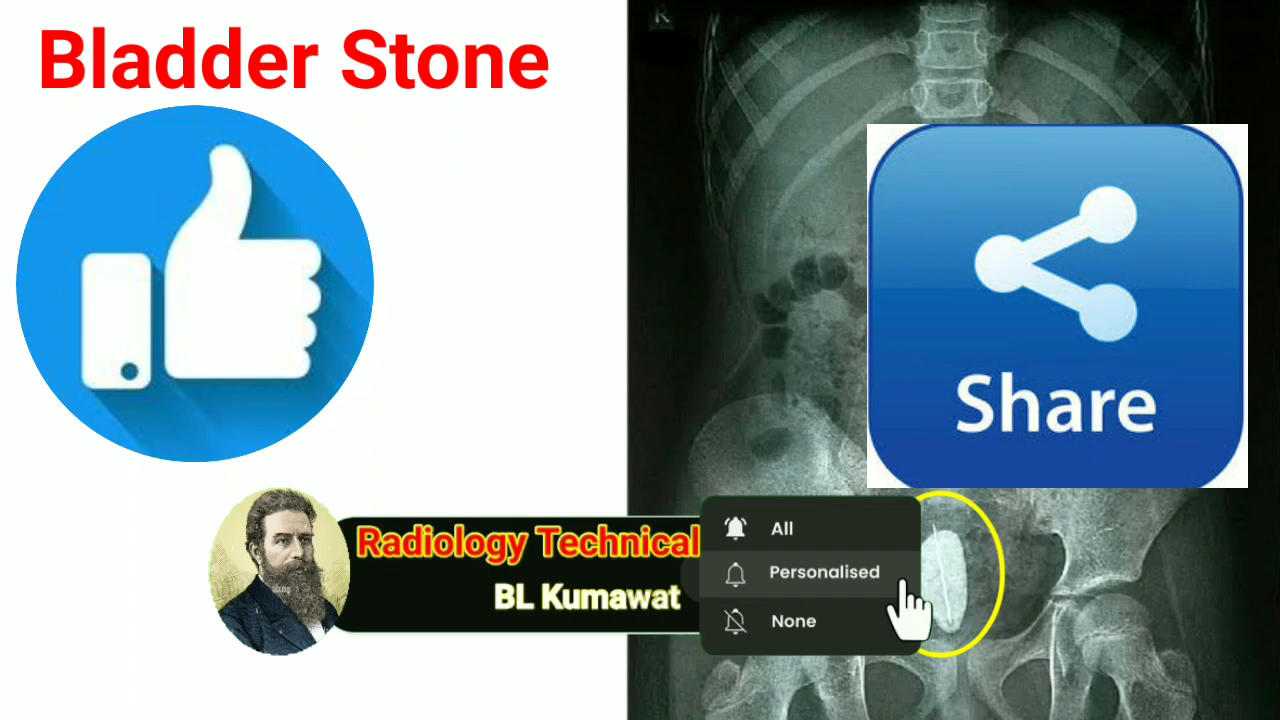 Bladder Stone
R
Share
Radiology Technical
BL Kumawat
All
Personalised
None